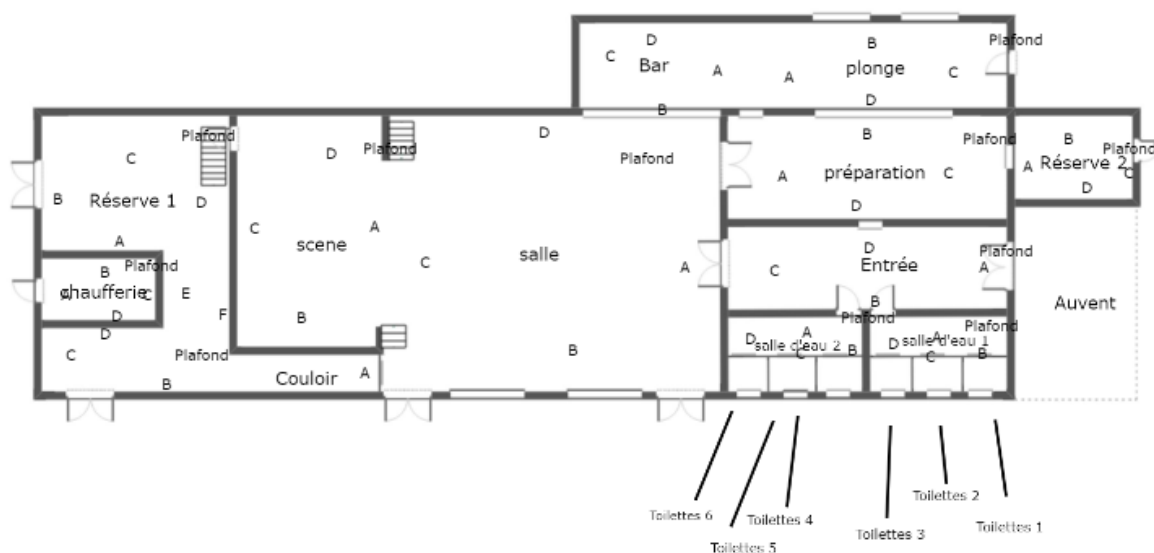 D
B
Plafond
C
Bar
A
A
plonge
C
B
D
Plafond
C
D
Plafond
D
Plafond
B
Plafond
B
Plafond
B
Réserve 1
D
A
préparation
C
A
Réserve 2
C
D
D
C
scene
A
salle
C
A
A
B
chaufferie
A
C
D
Plafond
E
F
D
C
Entrée
A
Plafond
B
Auvent
D
C
Plafond
B
Couloir
A
B
B
Plafond
D
A
salle d'eau 2
C
B
Plafond
D
A
salle d'eau 1
C
B
Toilettes 6
Toilettes 5
Toilettes 4
Toilettes 3
Toilettes 2
Toilettes 1